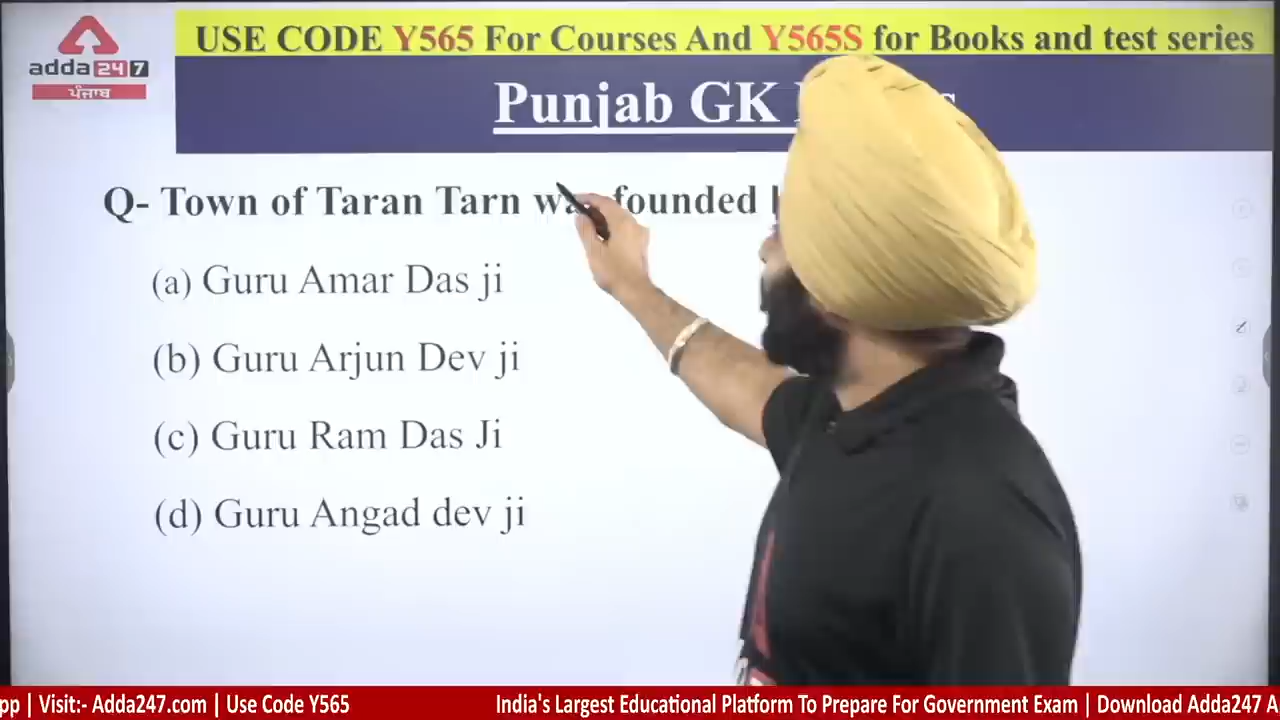 USE CODE Y565 For Courses And Y565S for Books and test series
adda247
ਪੰਜਾਬ
Punjab GK
Q- Town of Taran Tarn was founded
(a) Guru Amar Das ji
(b) Guru Arjun Dev ji
(c) Guru Ram Das Ji
(d) Guru Angad dev ji
pp | Visit:- Adda247.com | Use Code Y565 India's Largest Educational Platform To Prepare For Government Exam | Download Adda247 A